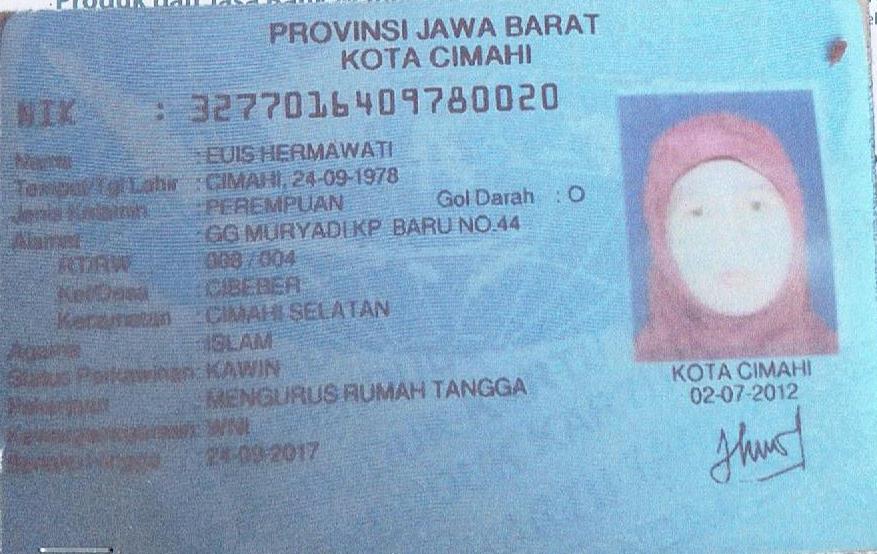 PROVINSI JAWA BARAT
KOTA CIMAHI
NIK : 3277016409780020
Nama : EUIS HERMAWATI
Tempat/Tgl Lahir : CIMAHI, 24-09-1978
Jenis Kelamin : PEREMPUAN Gol Darah : O
Alamat : GG MURYADI KP BARU NO.44
RT/RW : 008 / 004
Kel/Desa : CIBEBER
Kecamatan : CIMAHI SELATAN
Agama : ISLAM
Status Perkawinan : KAWIN
Pekerjaan : MENGURUS RUMAH TANGGA
Kewarganegaraan : WNI
Berlaku Hingga : 24-09-2017
KOTA CIMAHI
02-07-2012